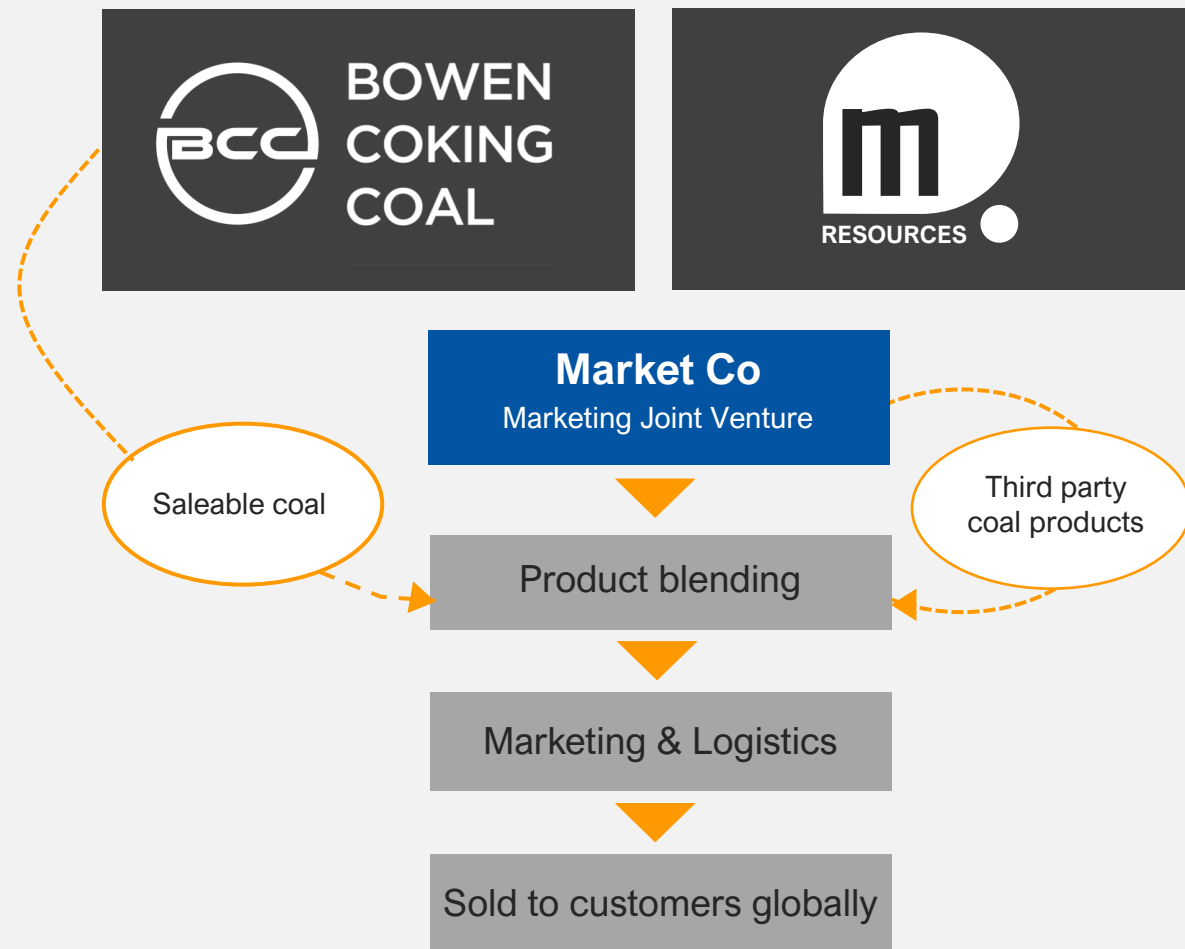 BCC
BOWEN
COKING
COAL
m
RESOURCES
Market Co
Marketing Joint Venture
Saleable coal
Third party
coal products
Product blending
Marketing & Logistics
Sold to customers globally